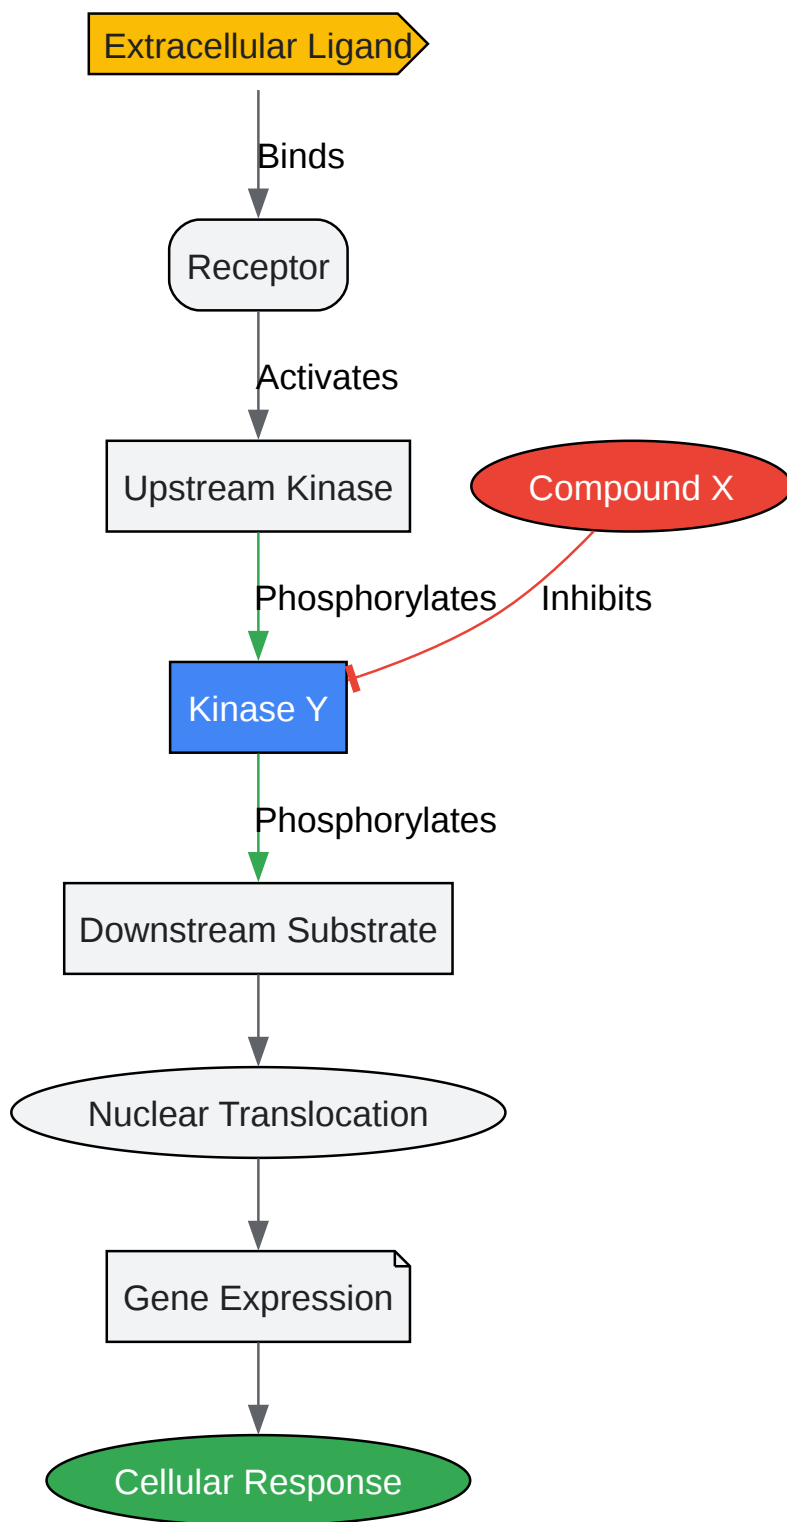 Extracellular Ligand
Binds
Receptor
Activates
Upstream Kinase
Compound X
Phosphorylates
Inhibits
Kinase Y
Phosphorylates
Downstream Substrate
Nuclear Translocation
Gene Expression
Cellular Response